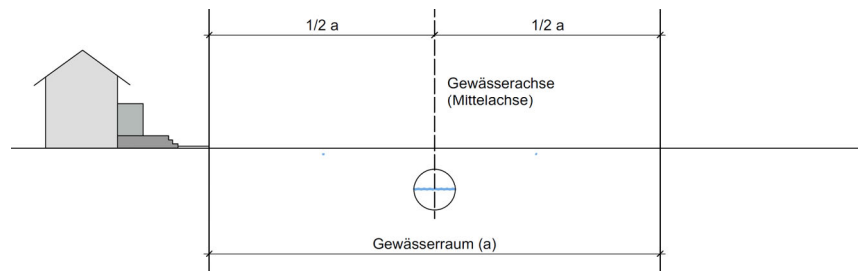 1/2 a
1/2 a
Gewässerachse
(Mittelachse)
Gewässerraum (a)